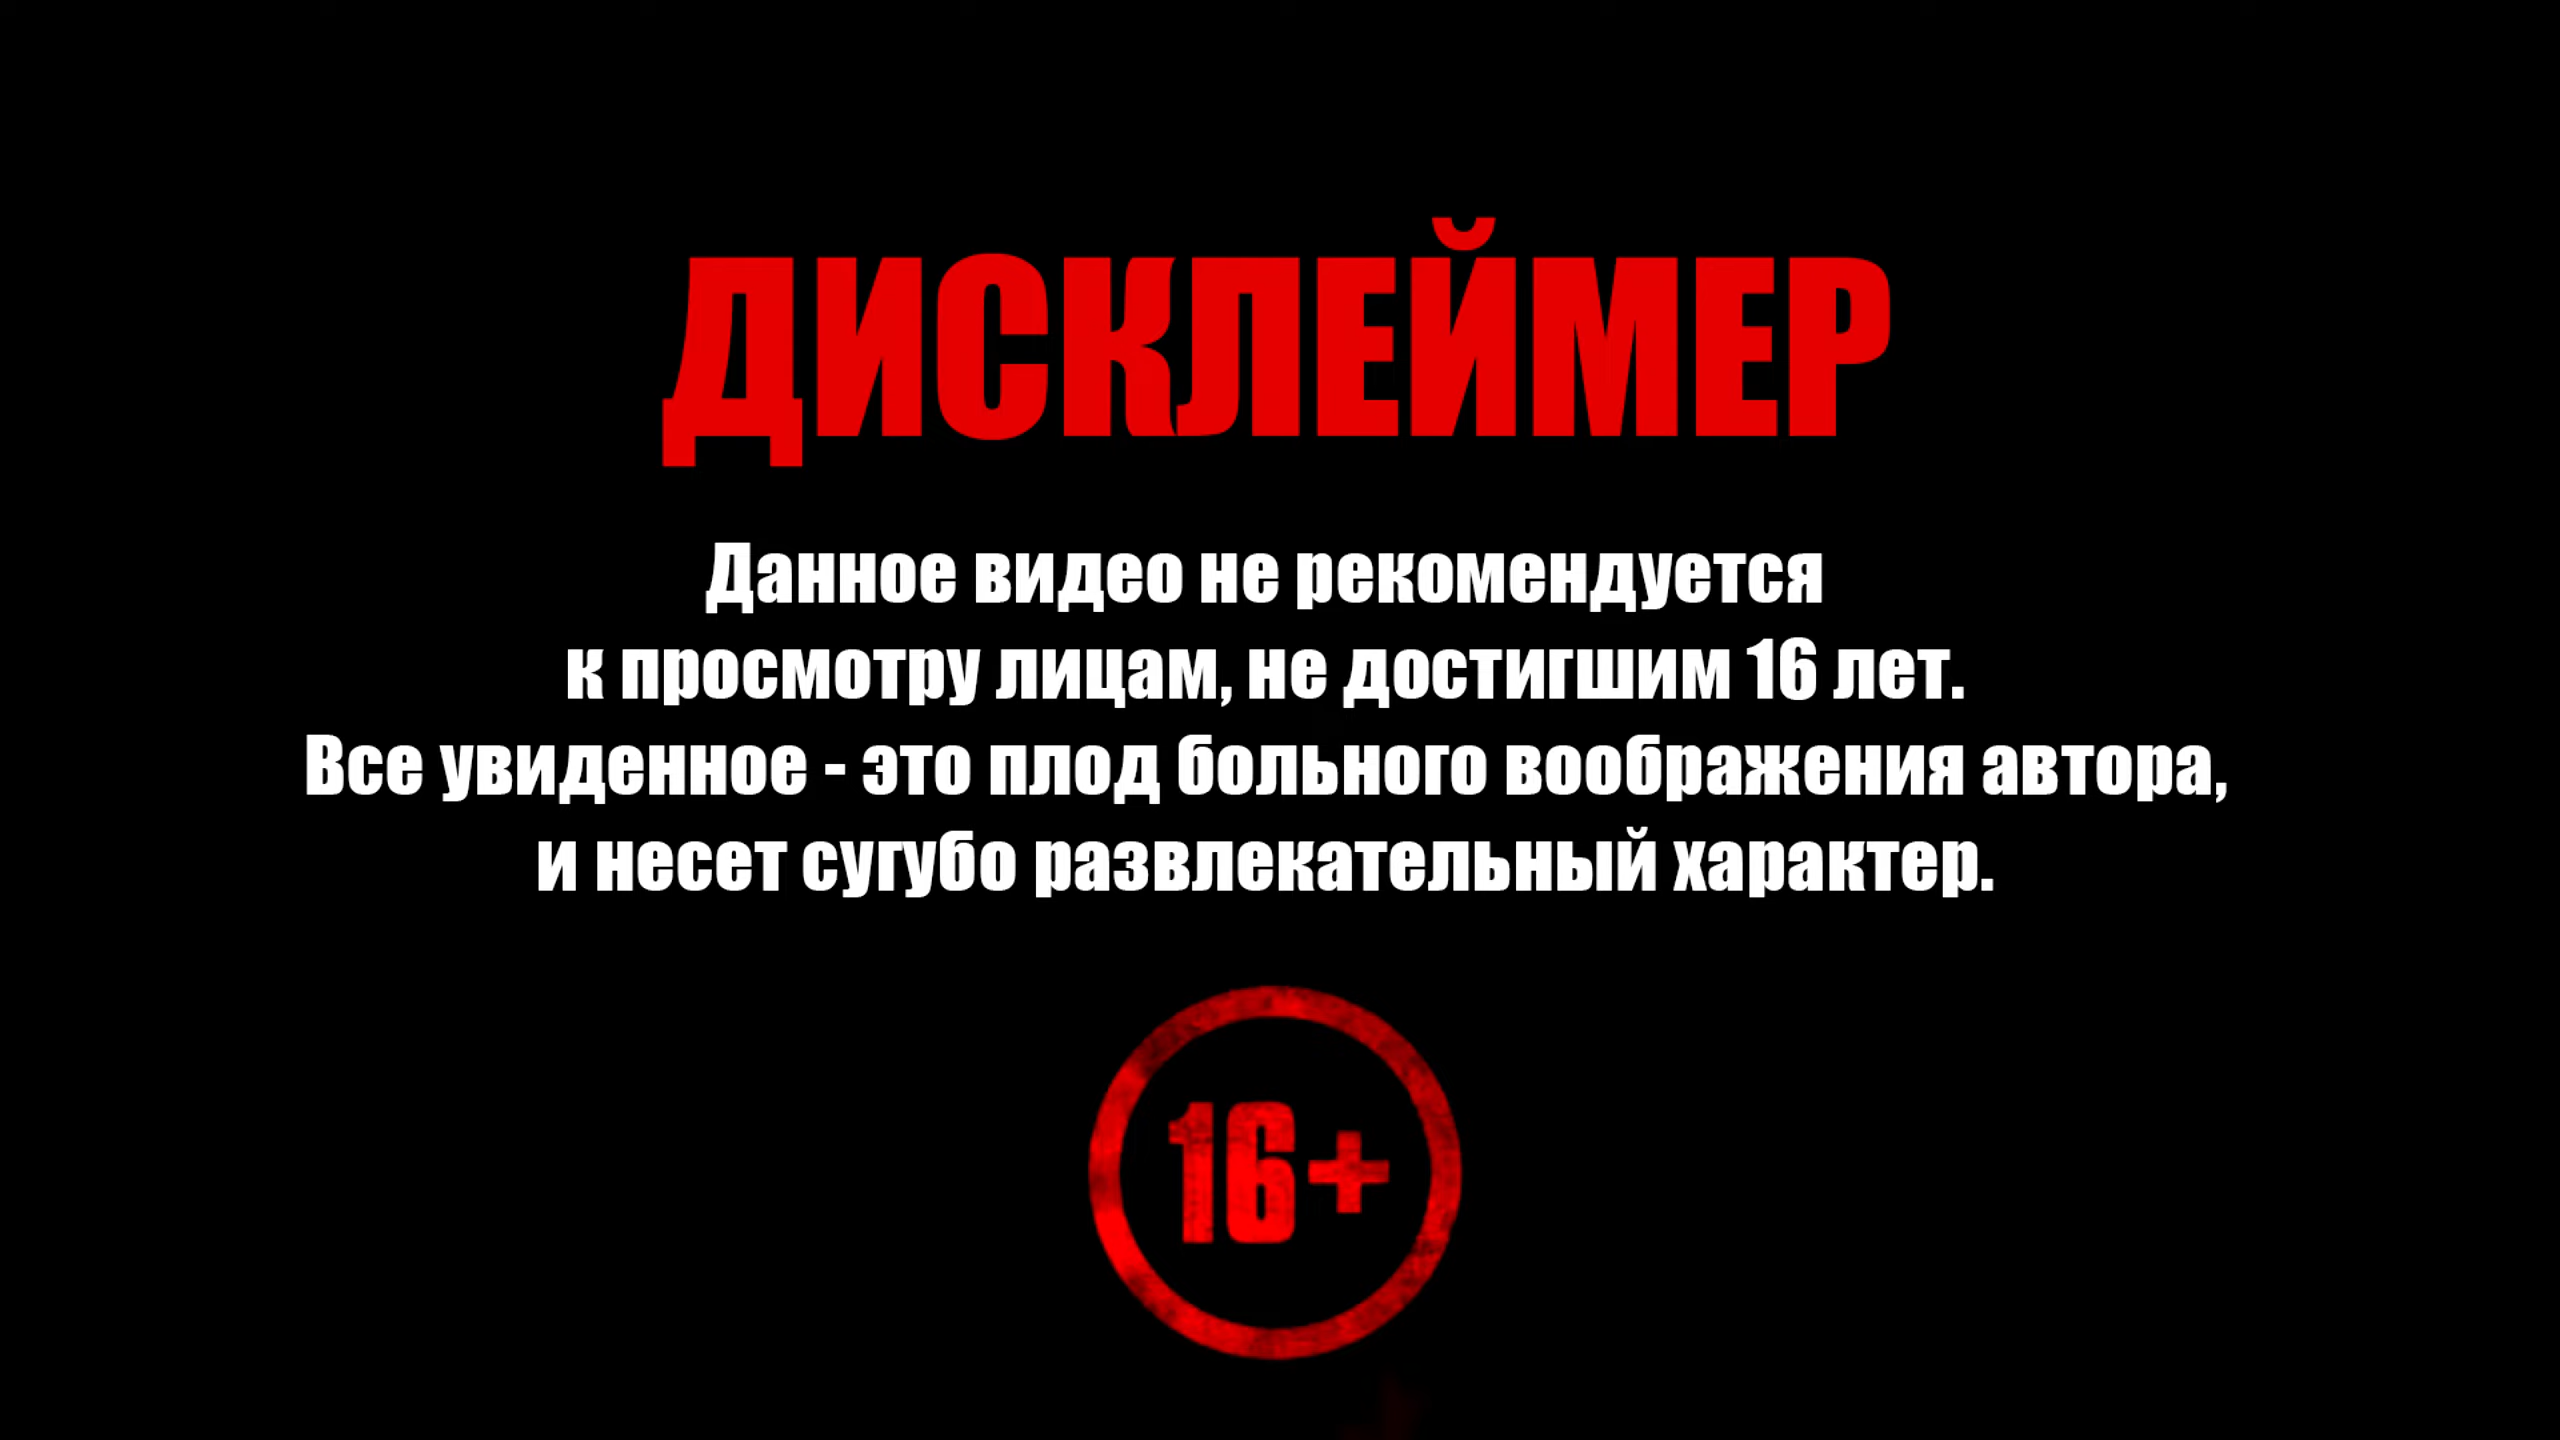 ДИСКЛЕЙМЕР
Данное видео не рекомендуется
к просмотру лицам, не достигшим 16 лет.
Все увиденное - это плод больного воображения автора,
и несет сугубо развлекательный характер.
16+